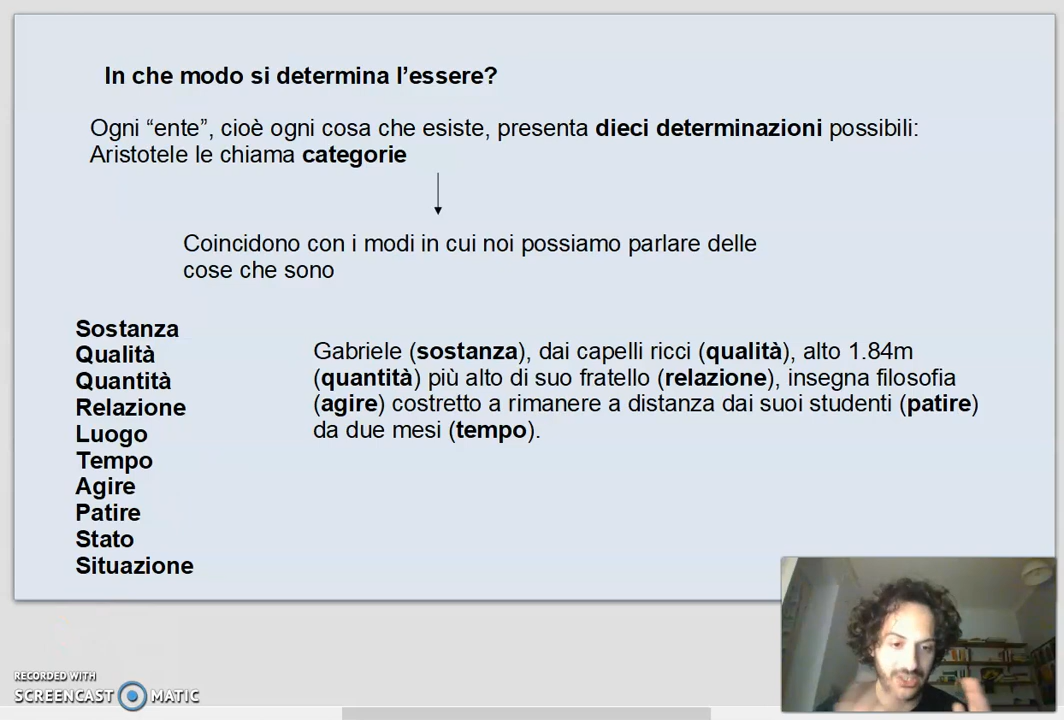 In che modo si determina l’essere?
Ogni “ente”, cioè ogni cosa che esiste, presenta dieci determinazioni possibili:
Aristotele le chiama categorie
Coincidono con i modi in cui noi possiamo parlare delle
cose che sono
Sostanza
Qualità
Quantità
Relazione
Luogo
Tempo
Agire
Patire
Stato
Situazione
Gabriele (sostanza), dai capelli ricci (qualità), alto 1.84m
(quantità) più alto di suo fratello (relazione), insegna filosofia
(agire) costretto a rimanere a distanza dai suoi studenti (patire)
da due mesi (tempo).
RECORDED WITH
SCREENCAST MATIC